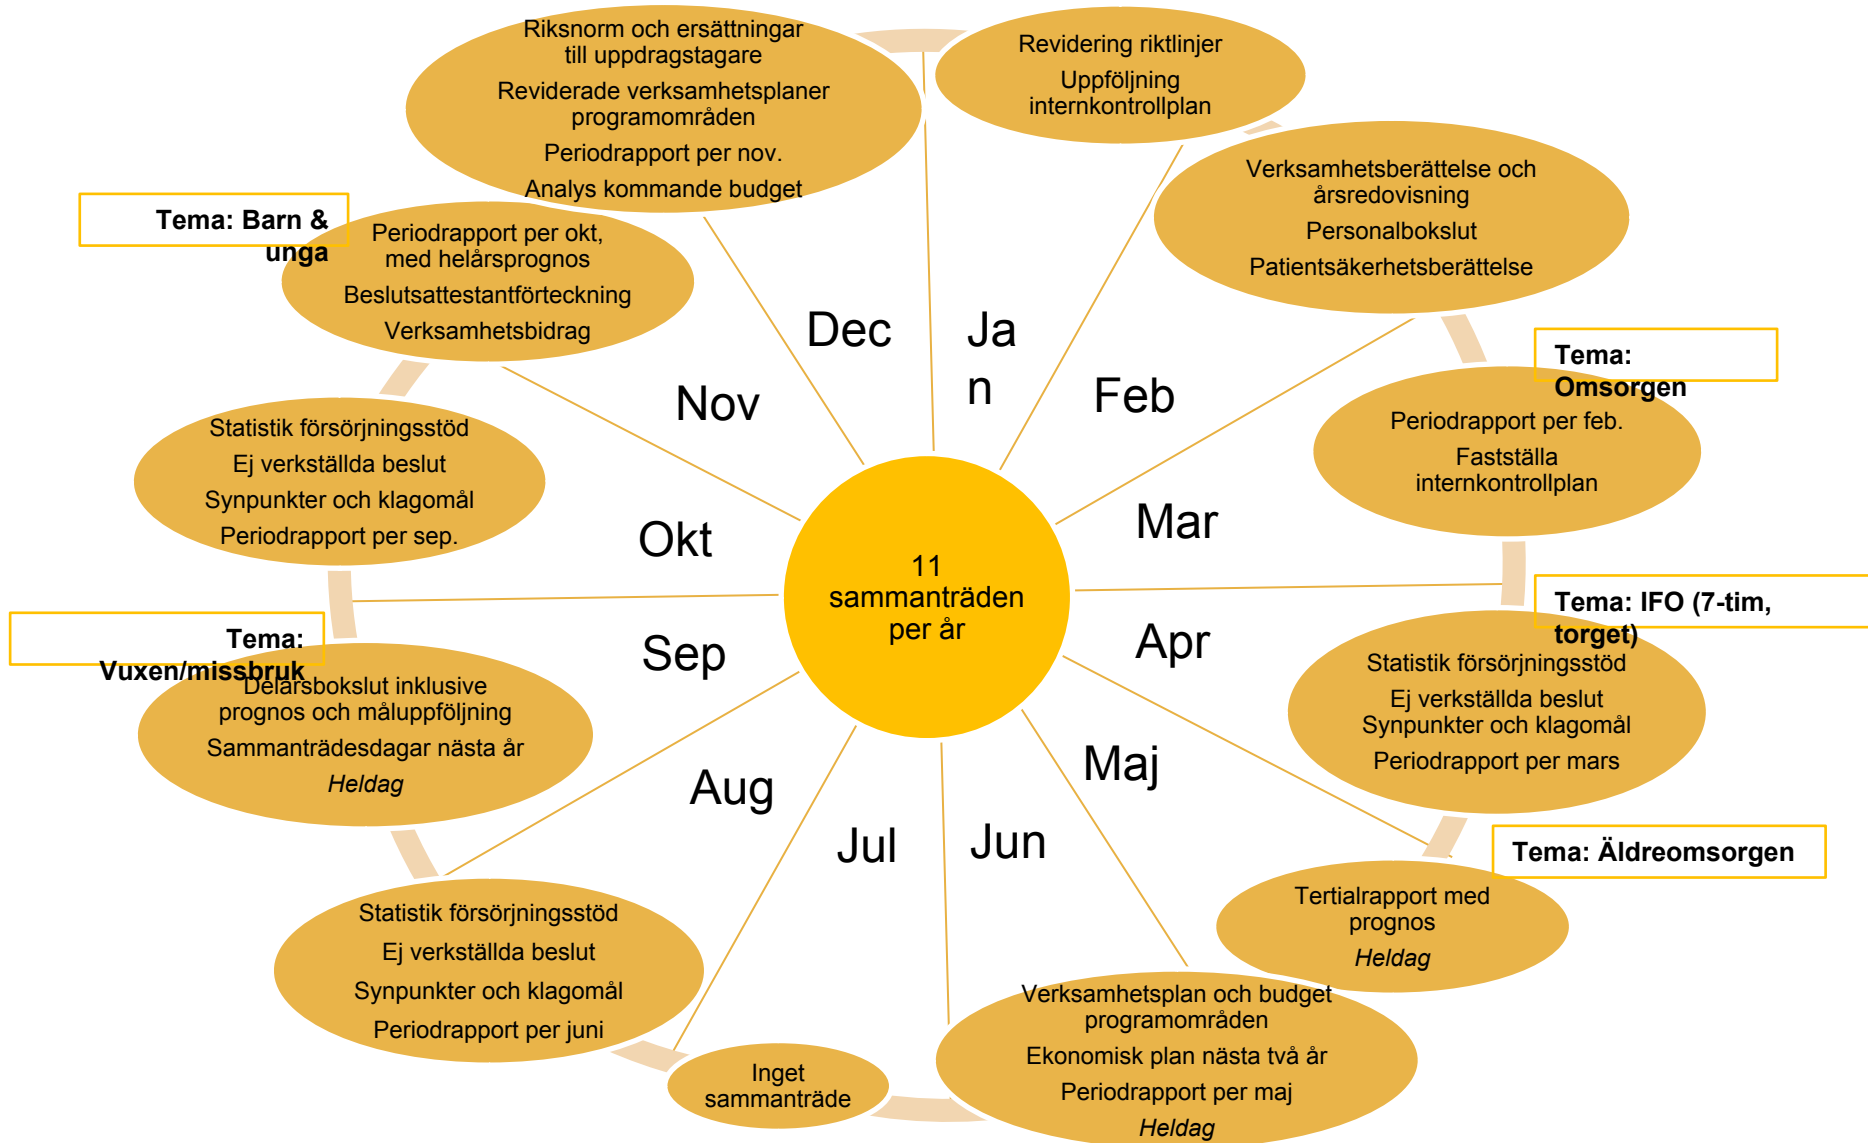 Riksnorm och ersättningar
till uppdragstagare
Reviderade verksamhetsplaner
programområden
Periodrapport per nov.
Analys kommande budget
Revidering riktlinjer
Uppföljning
internkontrollplan
Verksamhetsberättelse och
årsredovisning
Personalbokslut
Patientsäkerhetsberättelse
Tema: Barn &
unga
Periodrapport per okt,
med helårsprognos
Beslutsattestantförteckning
Verksamhetsbidrag
Dec
Ja
n
Nov
Feb
Tema:
Omsorgen
Periodrapport per feb.
Fastställa
internkontrollplan
Statistik försörjningsstöd
Ej verkställda beslut
Synpunkter och klagomål
Periodrapport per sep.
Okt
Mar
11
sammanträden
per år
Tema: IFO (7-tim,
torget)
Statistik försörjningsstöd
Ej verkställda beslut
Synpunkter och klagomål
Periodrapport per mars
Tema:
Vuxen/missbruk
Delårsbokslut inklusive
prognos och måluppföljning
Sammanträdesdagar nästa år
Heldag
Sep
Apr
Aug
Maj
Jul
Jun
Tema: Äldreomsorgen
Tertialrapport med
prognos
Heldag
Statistik försörjningsstöd
Ej verkställda beslut
Synpunkter och klagomål
Periodrapport per juni
Inget
sammanträde
Verksamhetsplan och budget
programområden
Ekonomisk plan nästa två år
Periodrapport per maj
Heldag